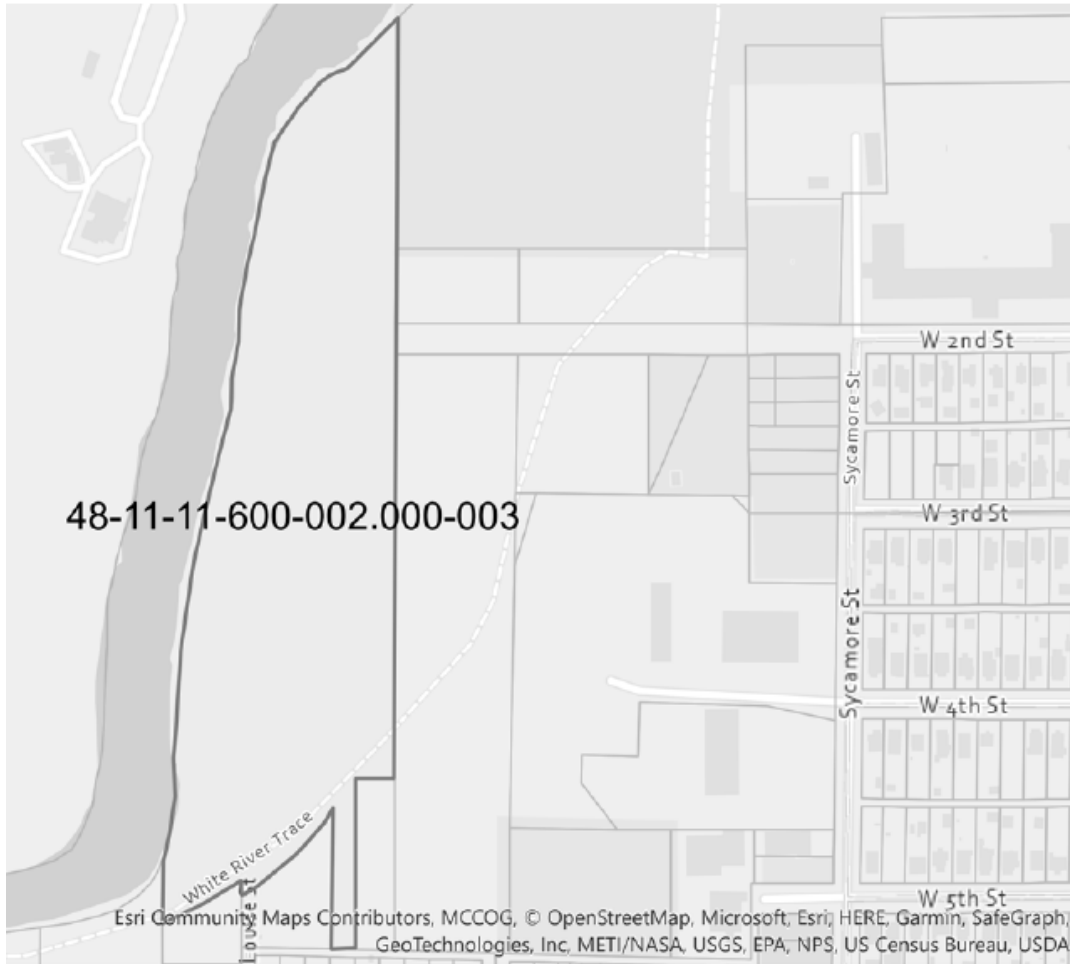 W 2nd St
Sycamore St
48-11-11-600-002.000-003
W 3rd St
Sycamore St
W 4th St
White River Trace
W 5th St
Esri Community Maps Contributors, MCCOG, © OpenStreetMap, Microsoft, Esri, HERE, Garmin, SafeGraph,
GeoTechnologies, Inc, METI/NASA, USGS, EPA, NPS, US Census Bureau, USDA